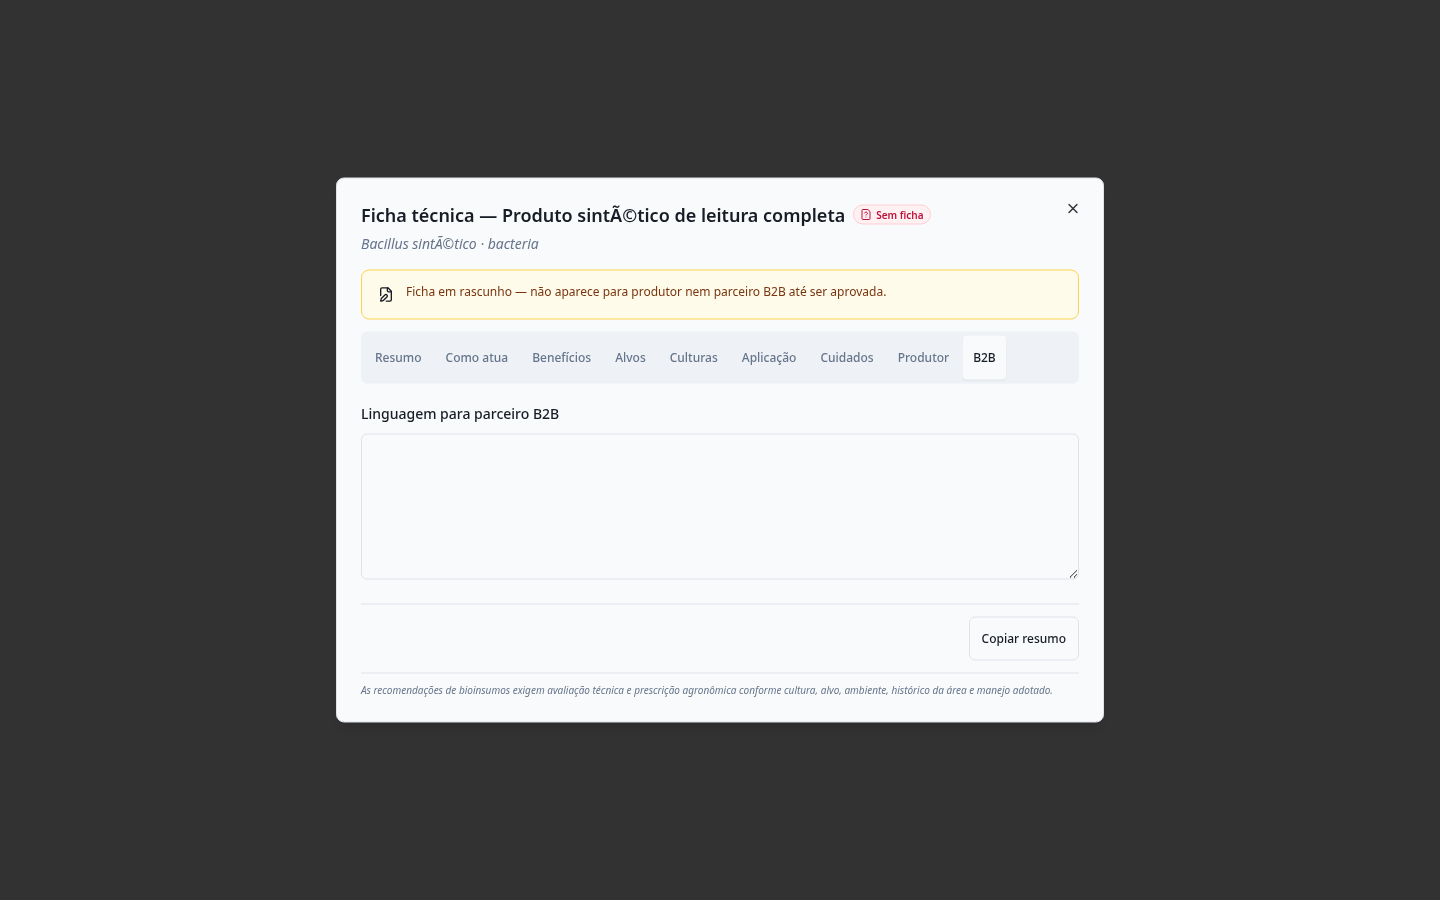 Ficha técnica — Produto sintÃ©tico de leitura completa Sem ficha
Bacillus sintÃ©tico · bacteria
Ficha em rascunho — não aparece para produtor nem parceiro B2B até ser aprovada.
Resumo Como atua Benefícios Alvos Culturas Aplicação Cuidados Produtor B2B
Linguagem para parceiro B2B
Copiar resumo
As recomendações de bioinsumos exigem avaliação técnica e prescrição agronômica conforme cultura, alvo, ambiente, histórico da área e manejo adotado.